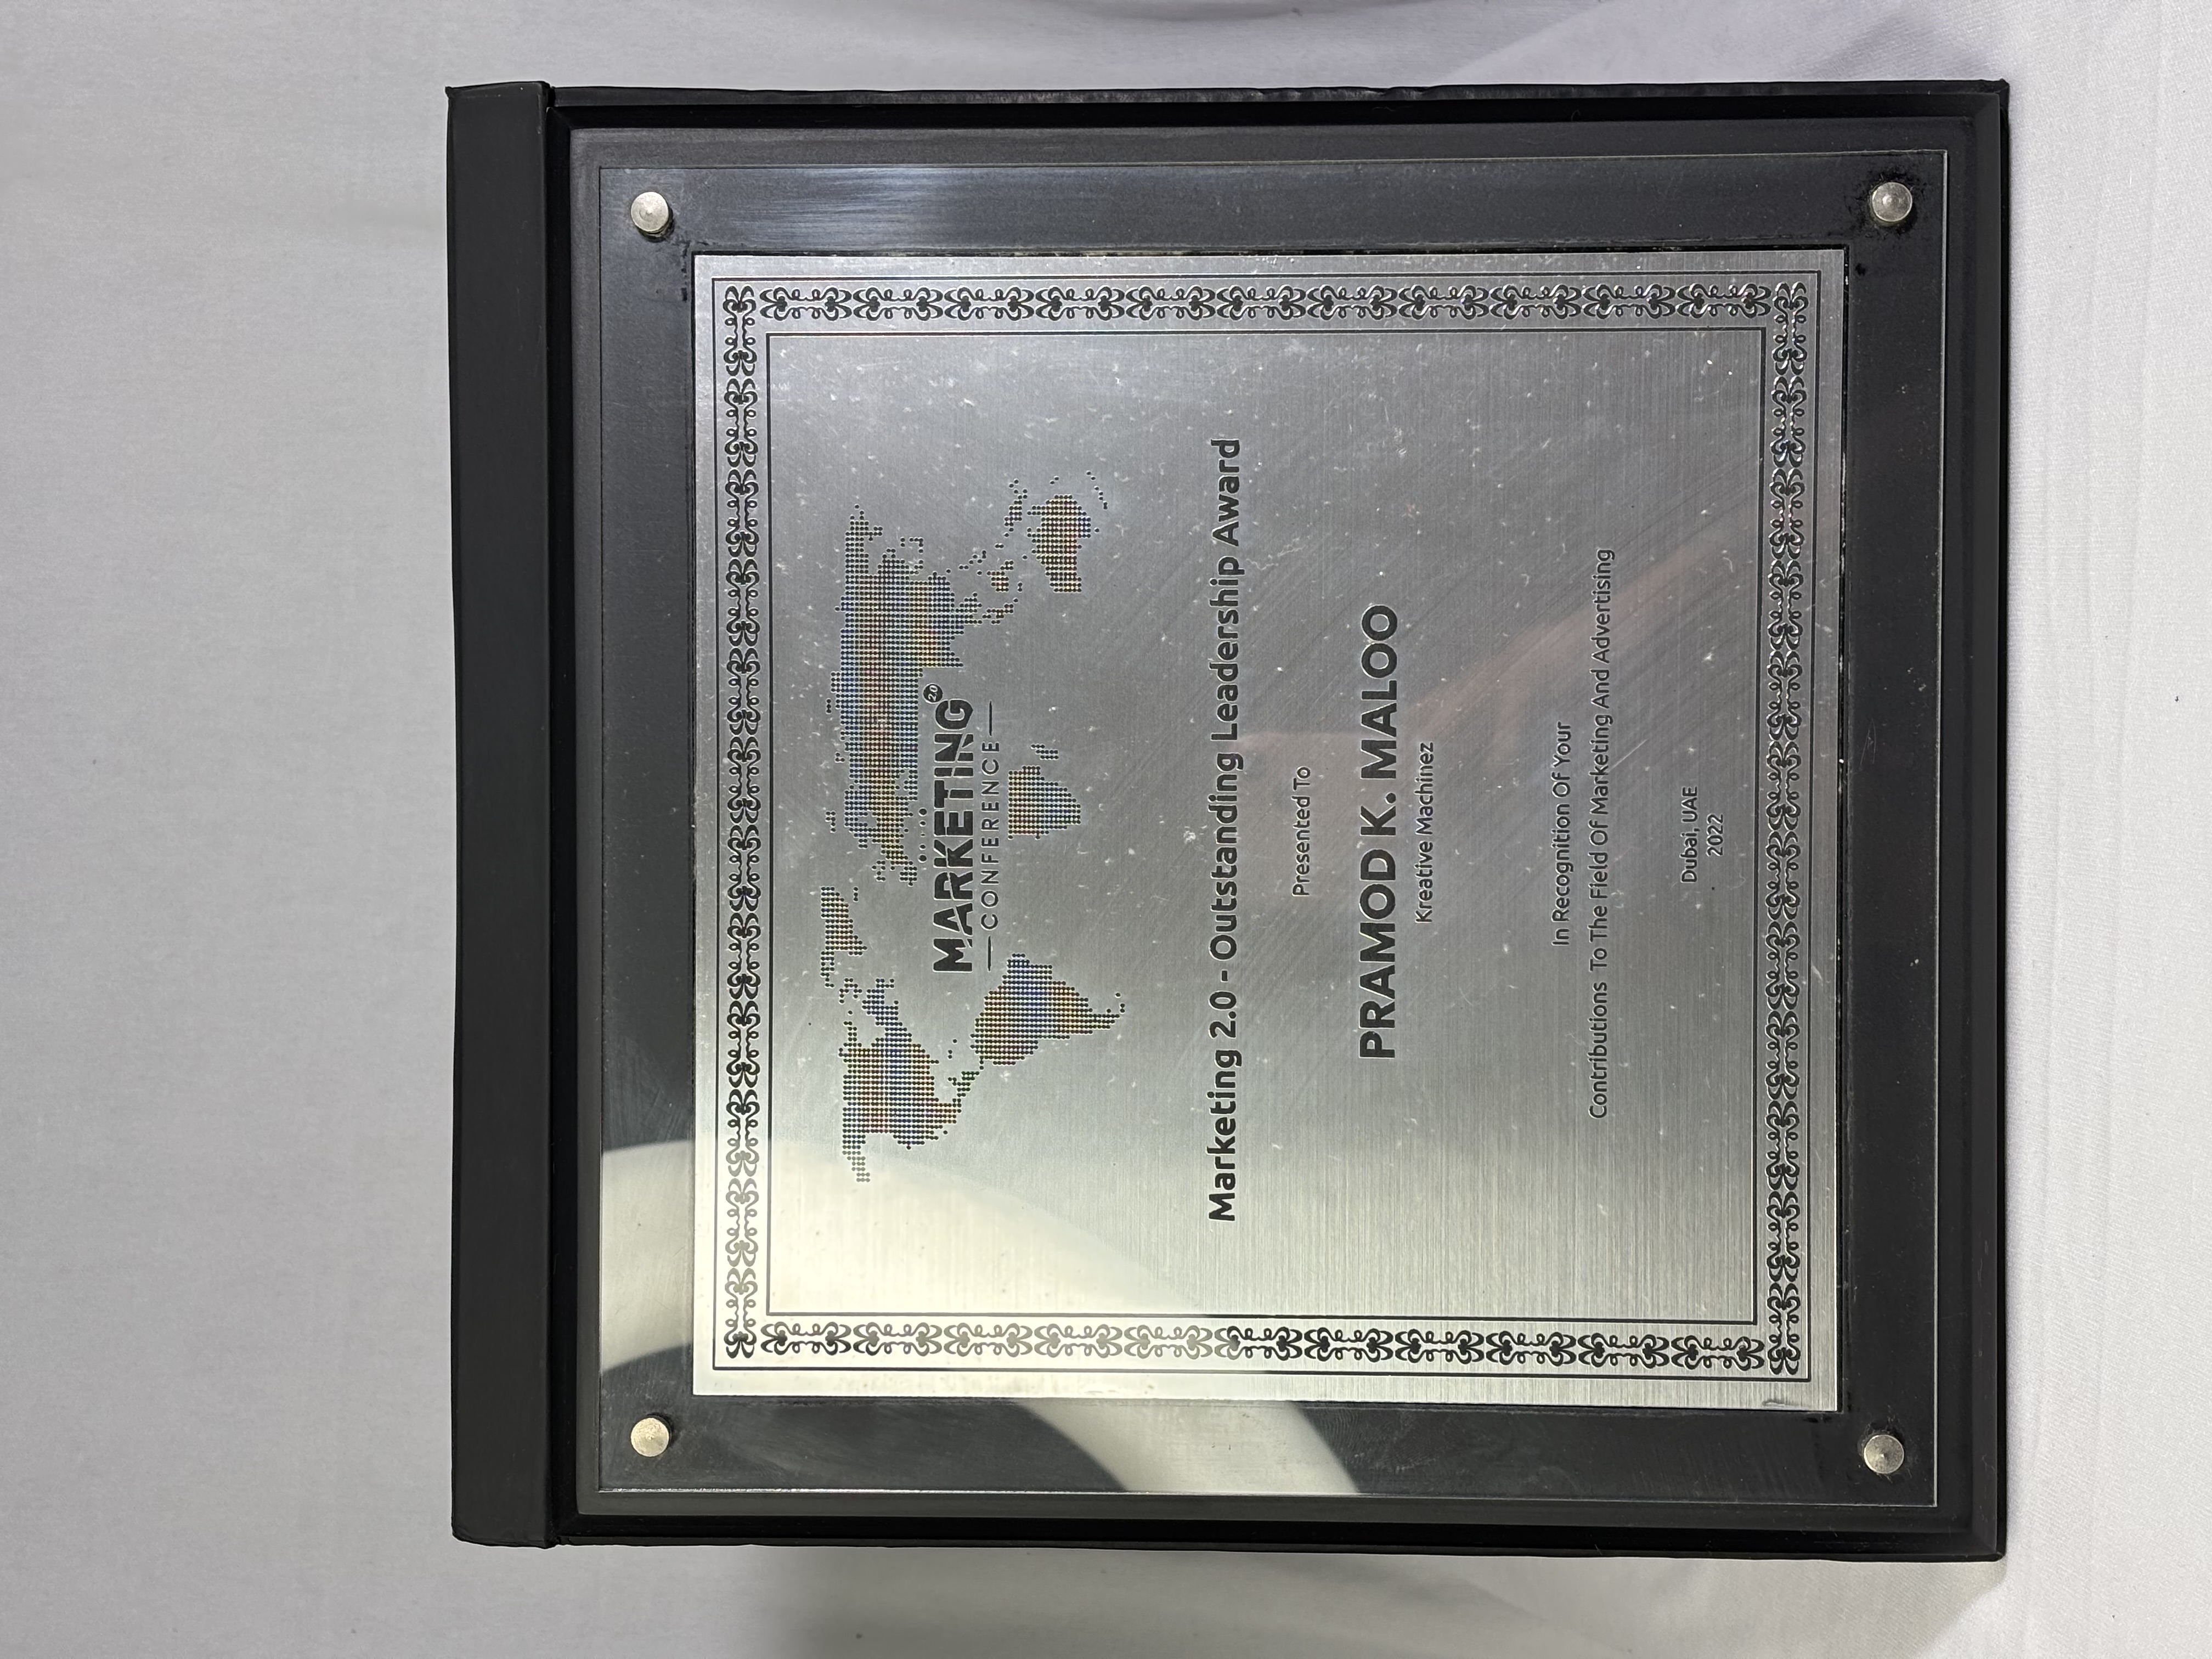 MARKETING 2.0
CONFERENCE
Marketing 2.0 - Outstanding Leadership Award
Presented To
PRAMOD K. MALOO
Kreative Machinez
In Recognition Of Your
Contributions To The Field Of Marketing And Advertising
Dubai, UAE
2022